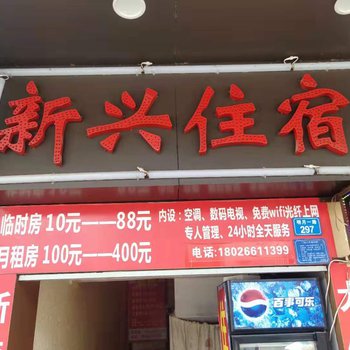 新兴住宿
临时房 10元——88元
月租房 100元——400元
内设：空调、数码电视、免费wifi光纤上网
专人管理、24小时全天服务
电话:18026611399
297
百事可乐
新